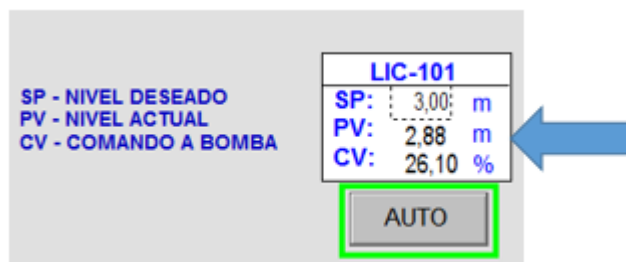 SP - NIVEL DESEADO
PV - NIVEL ACTUAL
CV - COMANDO A BOMBA
LIC-101
SP: 3,00 m
PV: 2,88 m
CV: 26,10 %
AUTO